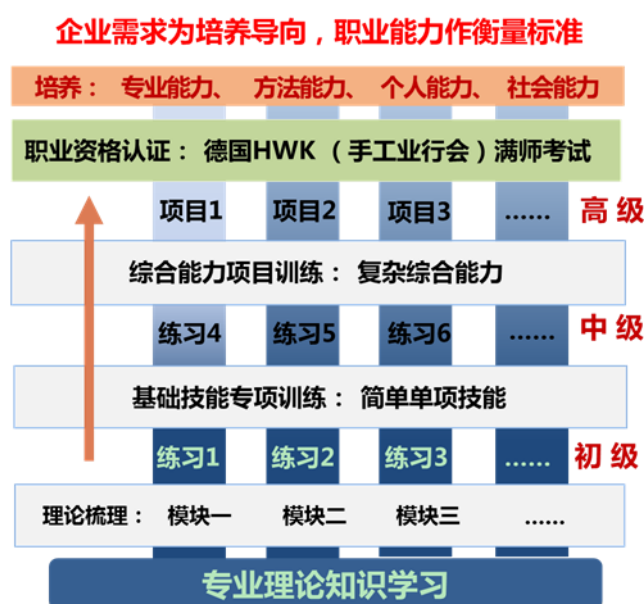 企业需求为培养导向，职业能力作衡量标准
培养： 专业能力、 方法能力、 个人能力、 社会能力
职业资格认证： 德国HWK （手工业行会）满师考试
项目1 项目2 项目3 …… 高 级
综合能力项目训练： 复杂综合能力
练习4 练习5 练习6 …… 中 级
基础技能专项训练： 简单单项技能
练习1 练习2 练习3 …… 初 级
理论梳理： 模块一 模块二 模块三 ……
专业理论知识学习